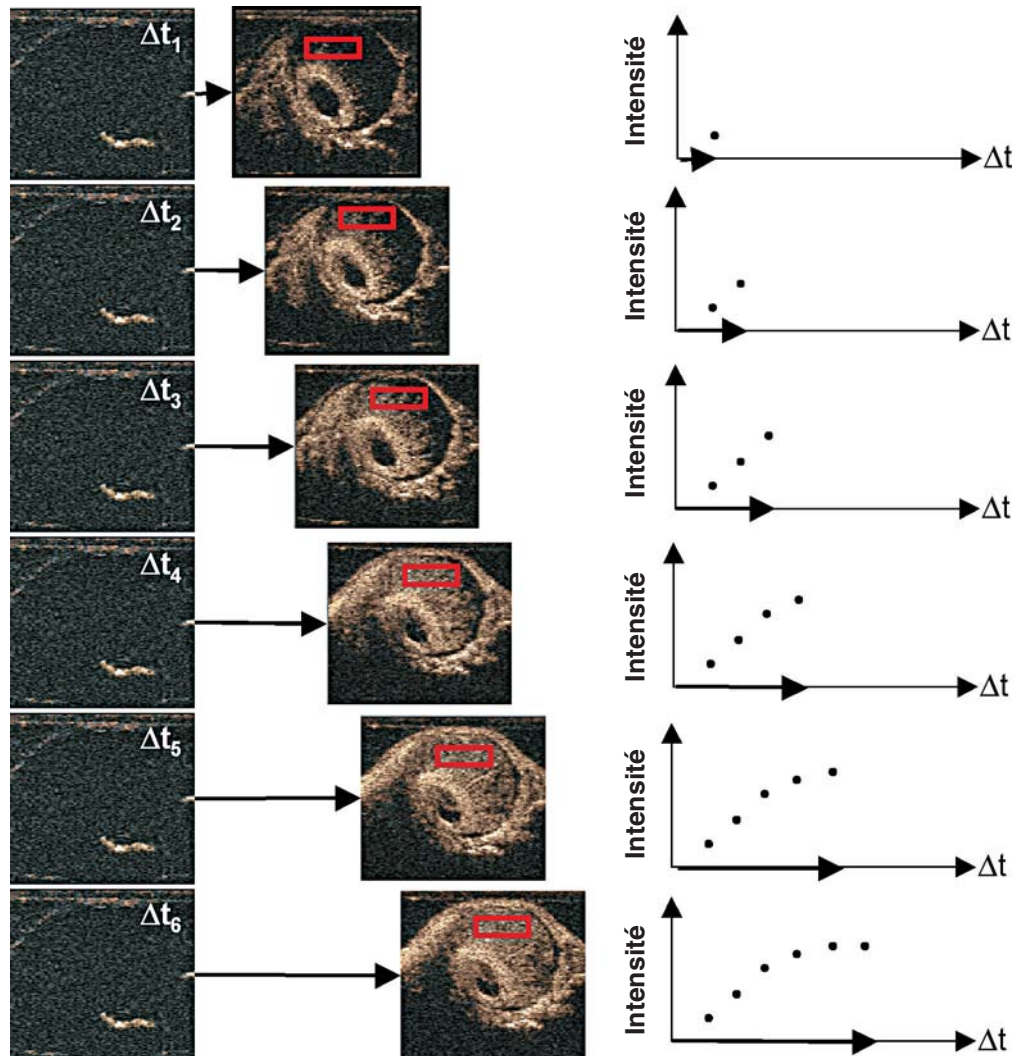 Δt₁
Intensité
Δt
Δt₂
Intensité
Δt
Δt₃
Intensité
Δt
Δt₄
Intensité
Δt
Δt₅
Intensité
Δt
Δt₆
Intensité
Δt